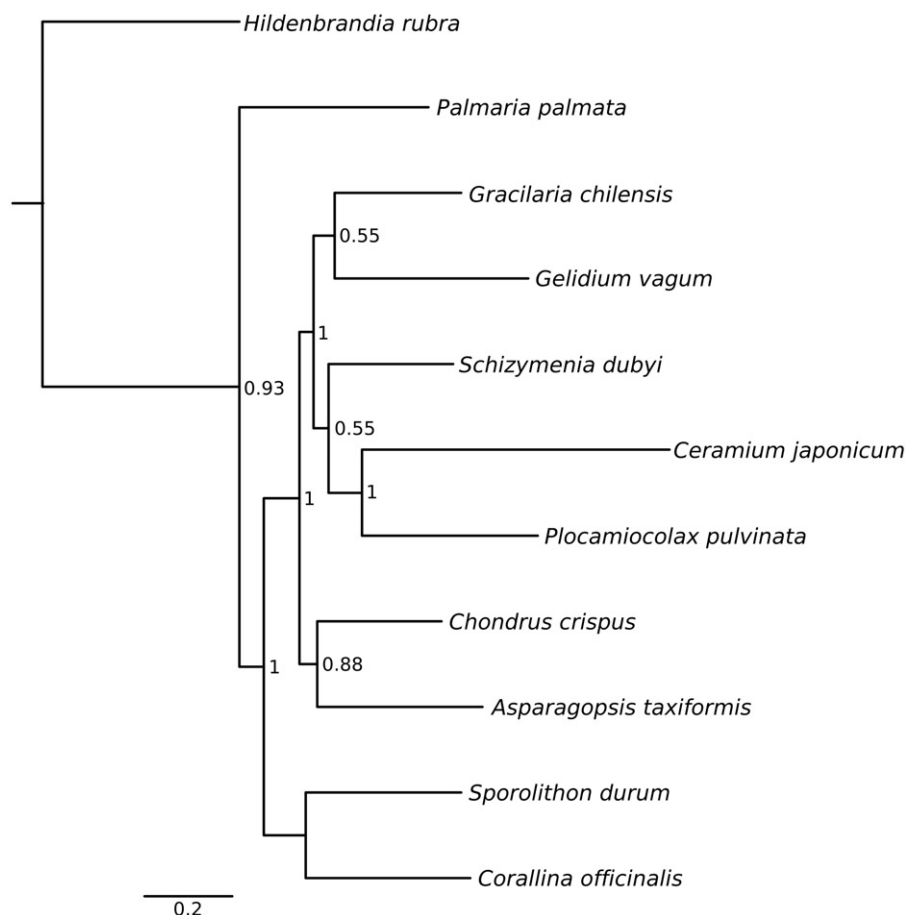 Hildenbrandia rubra
Palmaria palmata
Gracilaria chilensis
0.55
Gelidium vagum
1
Schizymenia dubyi
0.93
0.55
Ceramium japonicum
1
1
Plocamiocolax pulvinata
Chondrus crispus
0.88
1
Asparagopsis taxiformis
Sporolithon durum
Corallina officinalis
0.2